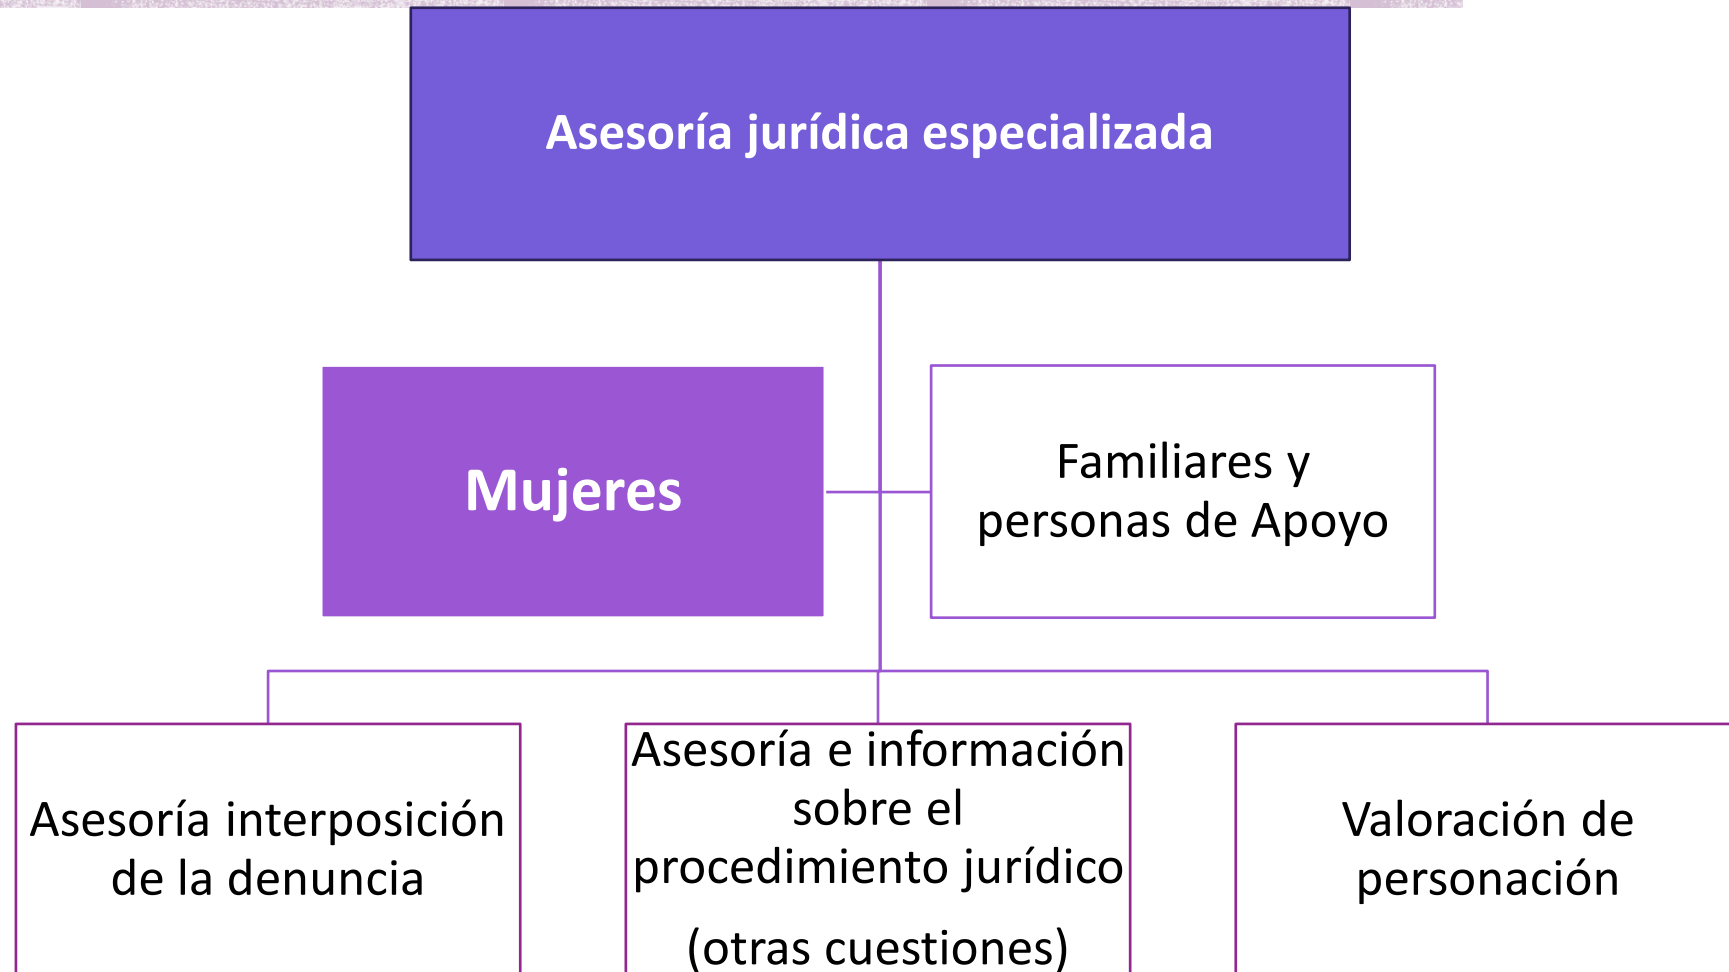 Asesoría jurídica especializada
Mujeres
Familiares y
personas de Apoyo
Asesoría interposición
de la denuncia
Asesoría e información
sobre el
procedimiento jurídico
(otras cuestiones)
Valoración de
personación